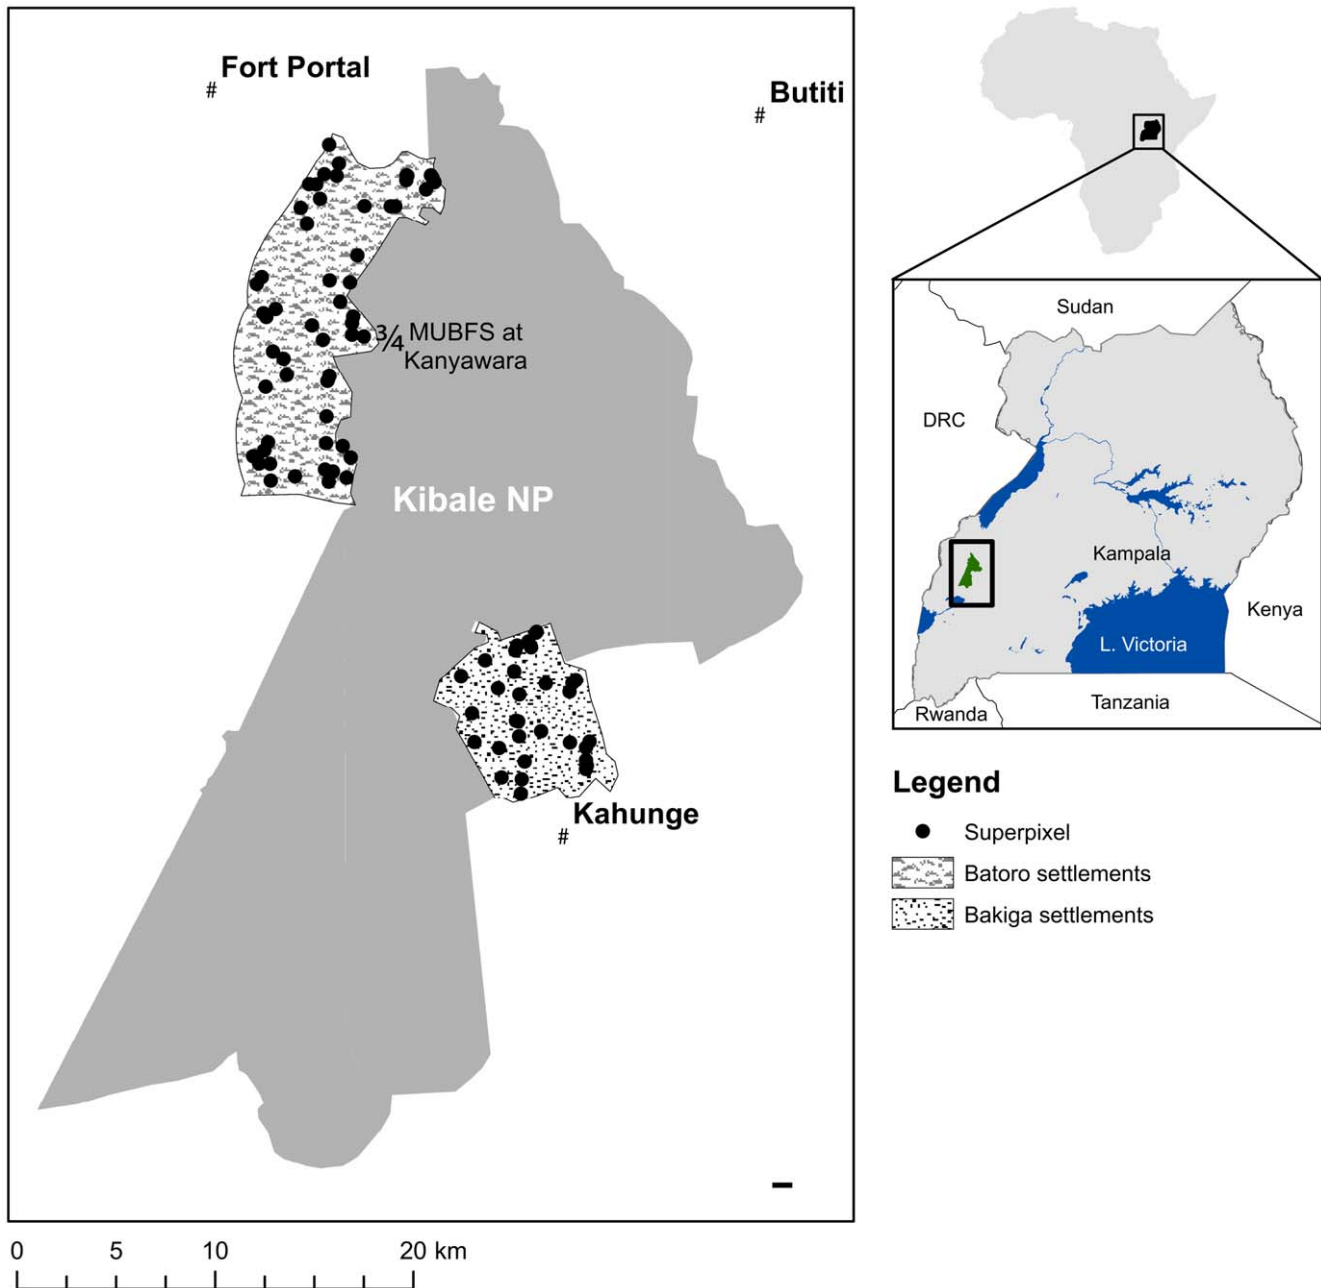 Fort Portal
#
Butiti
#
¾ MUBFS at
Kanyawara
Kibale NP
Kahunge
#
0 5 10 20 km
Sudan
DRC
Kampala
Kenya
L. Victoria
Tanzania
Rwanda
Legend
Superpixel
Batoro settlements
Bakiga settlements